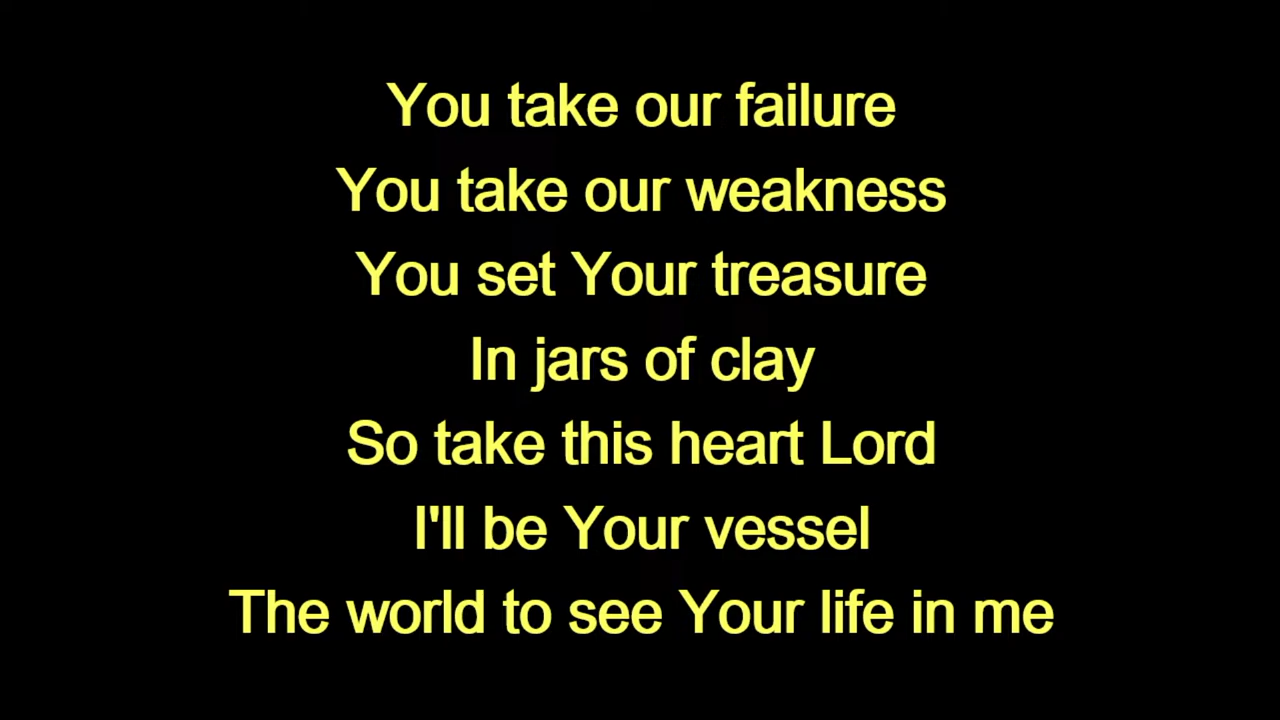 You take our failure
You take our weakness
You set Your treasure
In jars of clay
So take this heart Lord
I'll be Your vessel
The world to see Your life in me